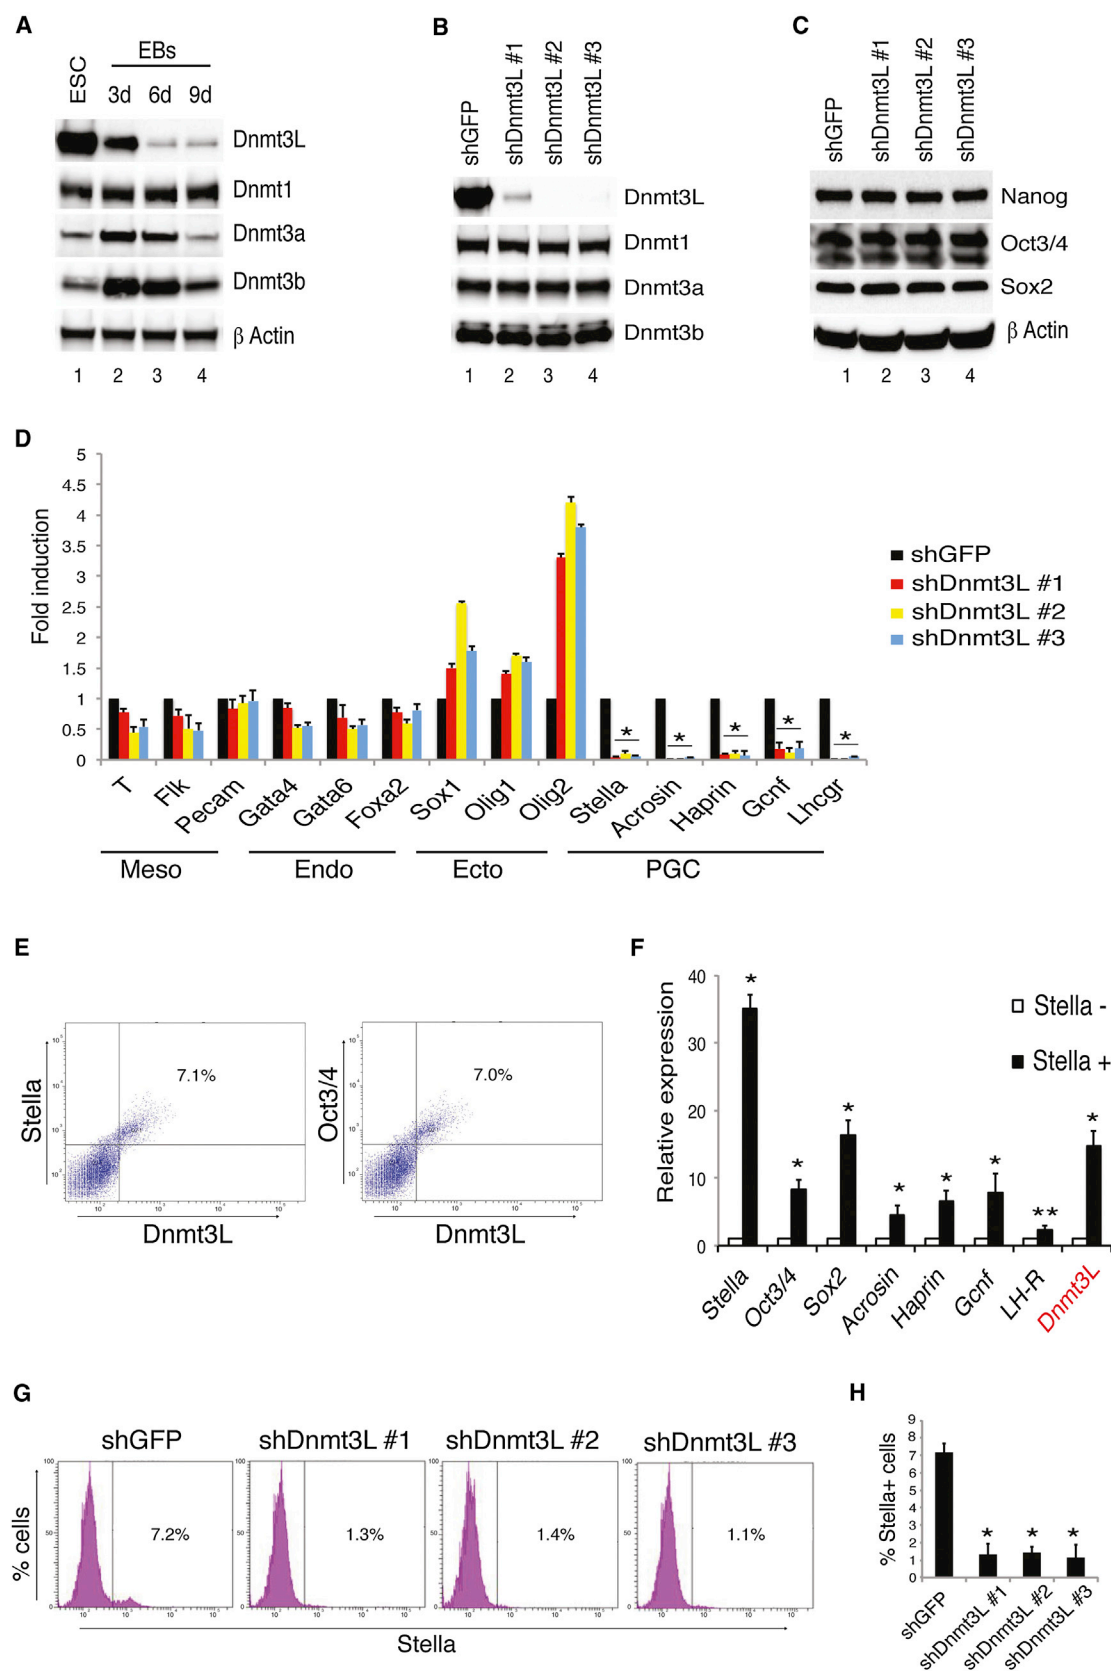 A
EBs
ESC
3d 6d 9d
Dnmt3L
Dnmt1
Dnmt3a
Dnmt3b
β Actin
1 2 3 4
B
shGFP
shDnmt3L #1
shDnmt3L #2
shDnmt3L #3
Dnmt3L
Dnmt1
Dnmt3a
Dnmt3b
1 2 3 4
C
shGFP
shDnmt3L #1
shDnmt3L #2
shDnmt3L #3
Nanog
Oct3/4
Sox2
β Actin
1 2 3 4
D
Fold induction
5
4.5
4
3.5
3
2.5
2
1.5
1
0.5
0
shGFP
shDnmt3L #1
shDnmt3L #2
shDnmt3L #3
* * * * *
T
Flk
Pecam
Gata4
Gata6
Foxa2
Sox1
Olig1
Olig2
Stella
Acrosin
Haprin
Gcnf
Lhcgr
Meso Endo Ecto PGC
E
Stella
7.1%
Dnmt3L
Oct3/4
7.0%
Dnmt3L
F
Relative expression
40
30
20
10
0
Stella -
Stella +
* * * * * * ** *
Stella
Oct3/4
Sox2
Acrosin
Haprin
Gcnf
LH-R
Dnmt3L
G
shGFP shDnmt3L #1 shDnmt3L #2 shDnmt3L #3
% cells
100
50
0
7.2% 1.3% 1.4% 1.1%
Stella
H
% Stella+ cells
9
8
7
6
5
4
3
2
1
0
* * *
shGFP
shDnmt3L #1
shDnmt3L #2
shDnmt3L #3